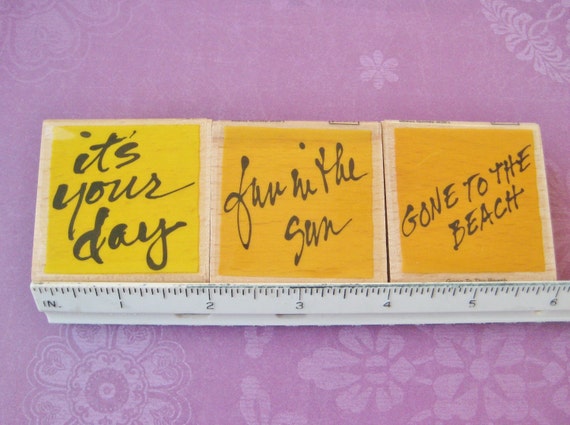 it's
your
day
fun in the
sun
GONE TO THE
BEACH
IN. 1 2 3 4 5 6